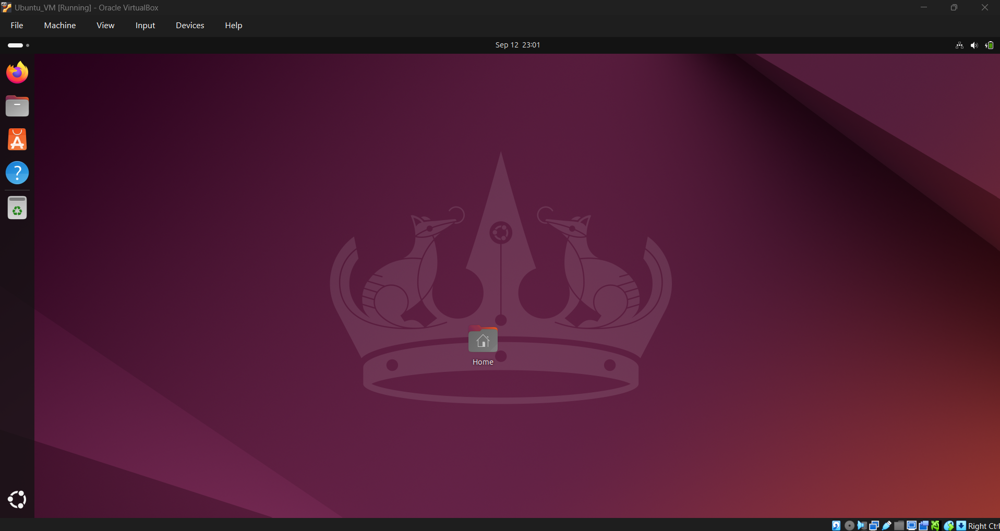 Ubuntu_VM [Running] - Oracle VirtualBox
File Machine View Input Devices Help
Sep 12 23:01
Home
Right Ctrl